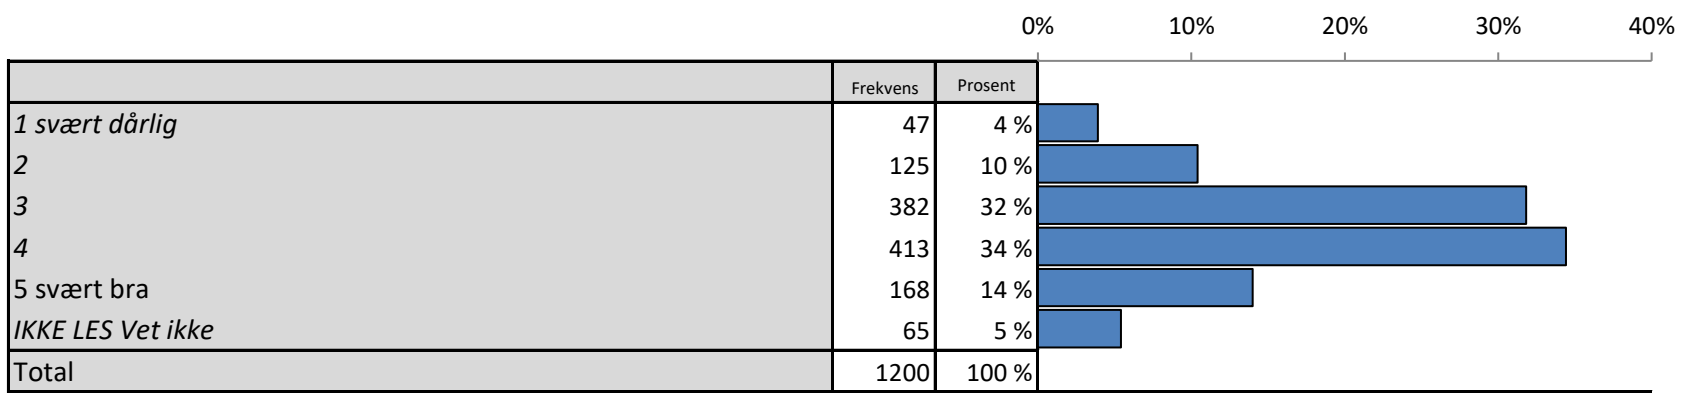 0% 10% 20% 30% 40%
Frekvens Prosent
1 svært dårlig 47 4 %
2 125 10 %
3 382 32 %
4 413 34 %
5 svært bra 168 14 %
IKKE LES Vet ikke 65 5 %
Total 1200 100 %